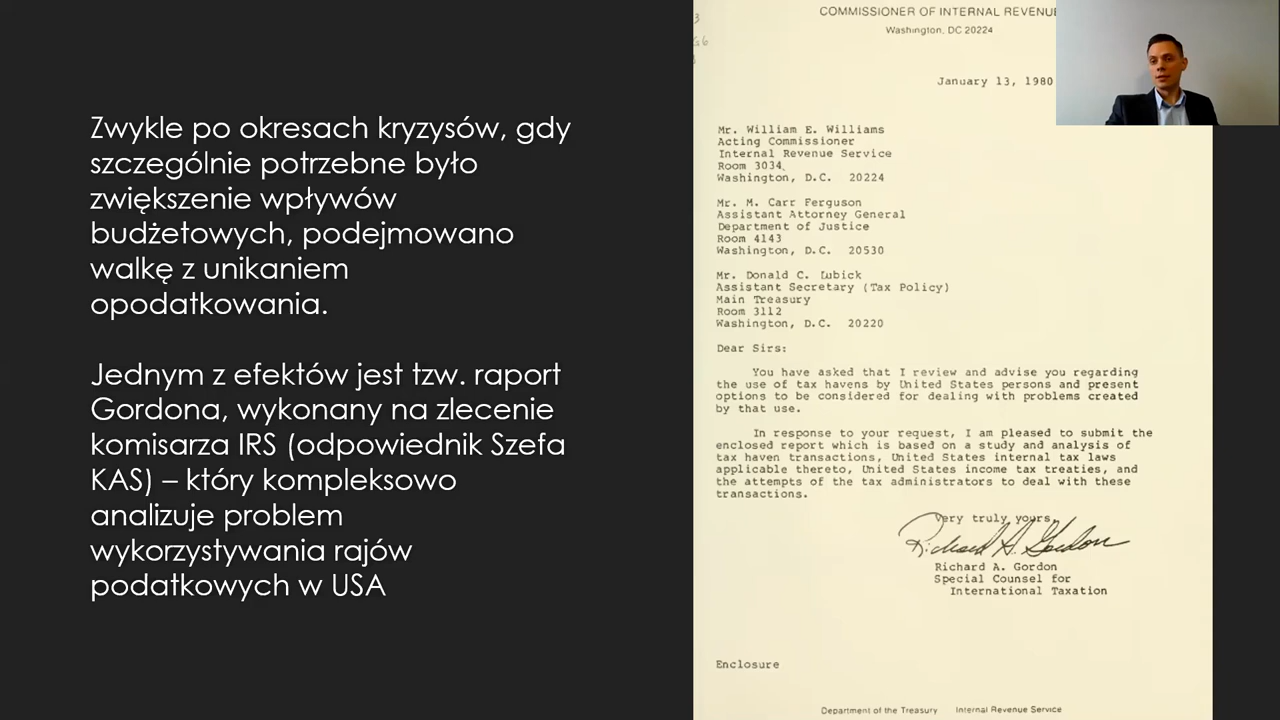 Zwykle po okresach kryzysów, gdy
szczególnie potrzebne było
zwiększenie wpływów
budżetowych, podejmowano
walkę z unikaniem
opodatkowania.
Jednym z efektów jest tzw. raport
Gordona, wykonany na zlecenie
komisarza IRS (odpowiednik Szefa
KAS) – który kompleksowo
analizuje problem
wykorzystywania rajów
podatkowych w USA
COMMISSIONER OF INTERNAL REVENUE
Washington, DC 20224
January 13, 1980
Mr. William E. Williams
Acting Commissioner
Internal Revenue Service
Room 3034
Washington, D.C. 20224
Mr. M. Carr Ferguson
Assistant Attorney General
Department of Justice
Room 4143
Washington, D.C. 20530
Mr. Donald C. Lubick
Assistant Secretary (Tax Policy)
Main Treasury
Room 3112
Washington, D.C. 20220
Dear Sirs:
You have asked that I review and advise you regarding
the use of tax havens by United States persons and present
options to be considered for dealing with problems created
by that use.
In response to your request, I am pleased to submit the
enclosed report which is based on a study and analysis of
tax haven transactions, United States internal tax laws
applicable thereto, United States income tax treaties, and
the attempts of the tax administrators to deal with these
transactions.
Very truly yours,
Richard A. Gordon
Richard A. Gordon
Special Counsel for
International Taxation
Enclosure
Department of the Treasury Internal Revenue Service